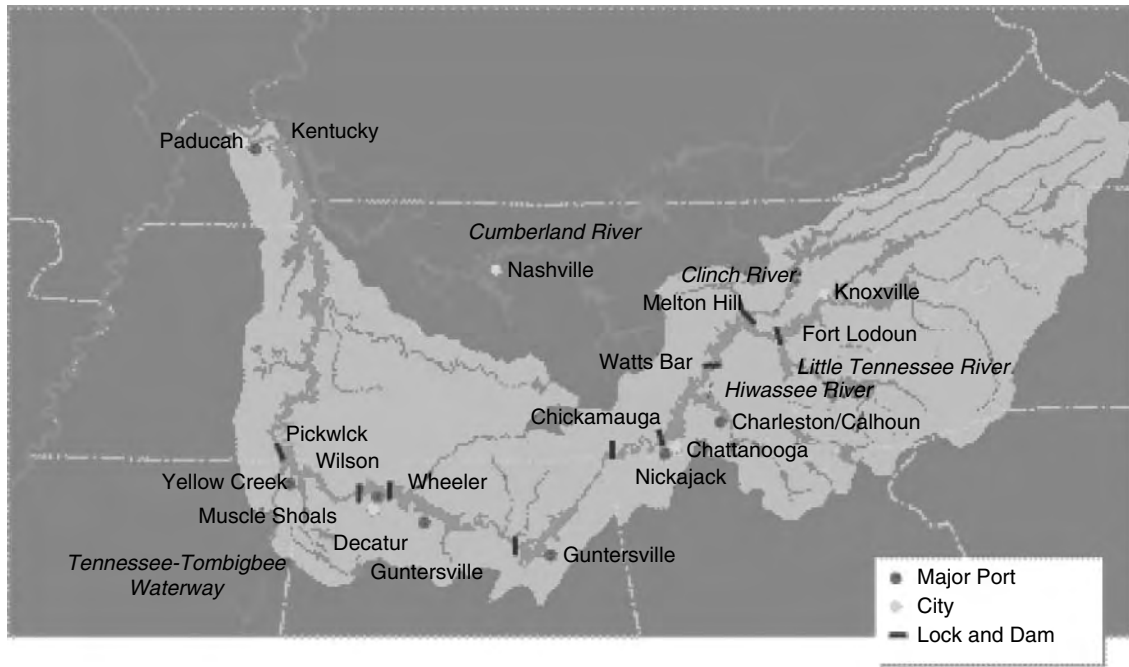 Paducah
Kentucky
Cumberland River
Nashville
Clinch River
Melton Hill
Knoxville
Fort Lodoun
Watts Bar
Little Tennessee River
Hiwassee River
Chickamauga
Charleston/Calhoun
Pickwlck
Chattanooga
Wilson
Nickajack
Yellow Creek
Wheeler
Muscle Shoals
Decatur
Tennessee-Tombigbee
Waterway
Guntersville
Guntersville
Major Port
City
Lock and Dam